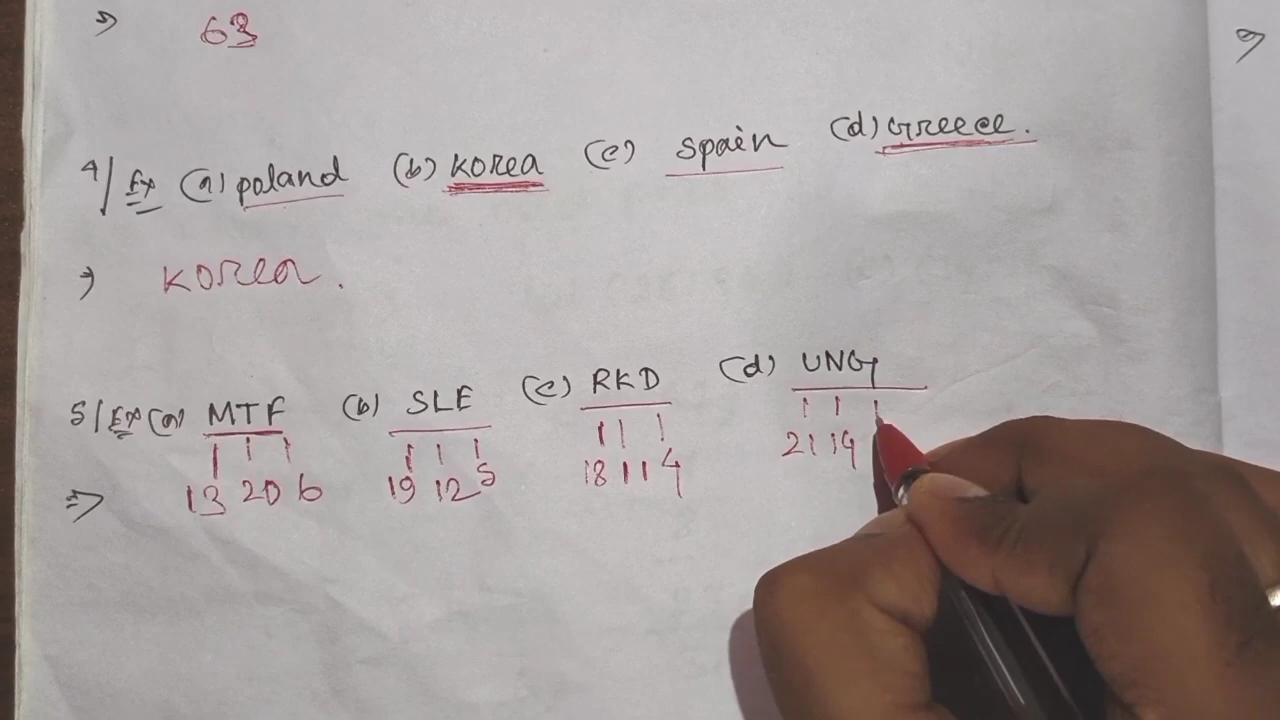 ⇒ 63
4/ Ex (a) poland (b) Korea (c) spain (d) Greece.
⇒ Korea.
5/ Ex (a) MTF (b) SLE (c) RKD (d) UNG
⇒ 13 20 6 19 12 5 18 11 4 21 14